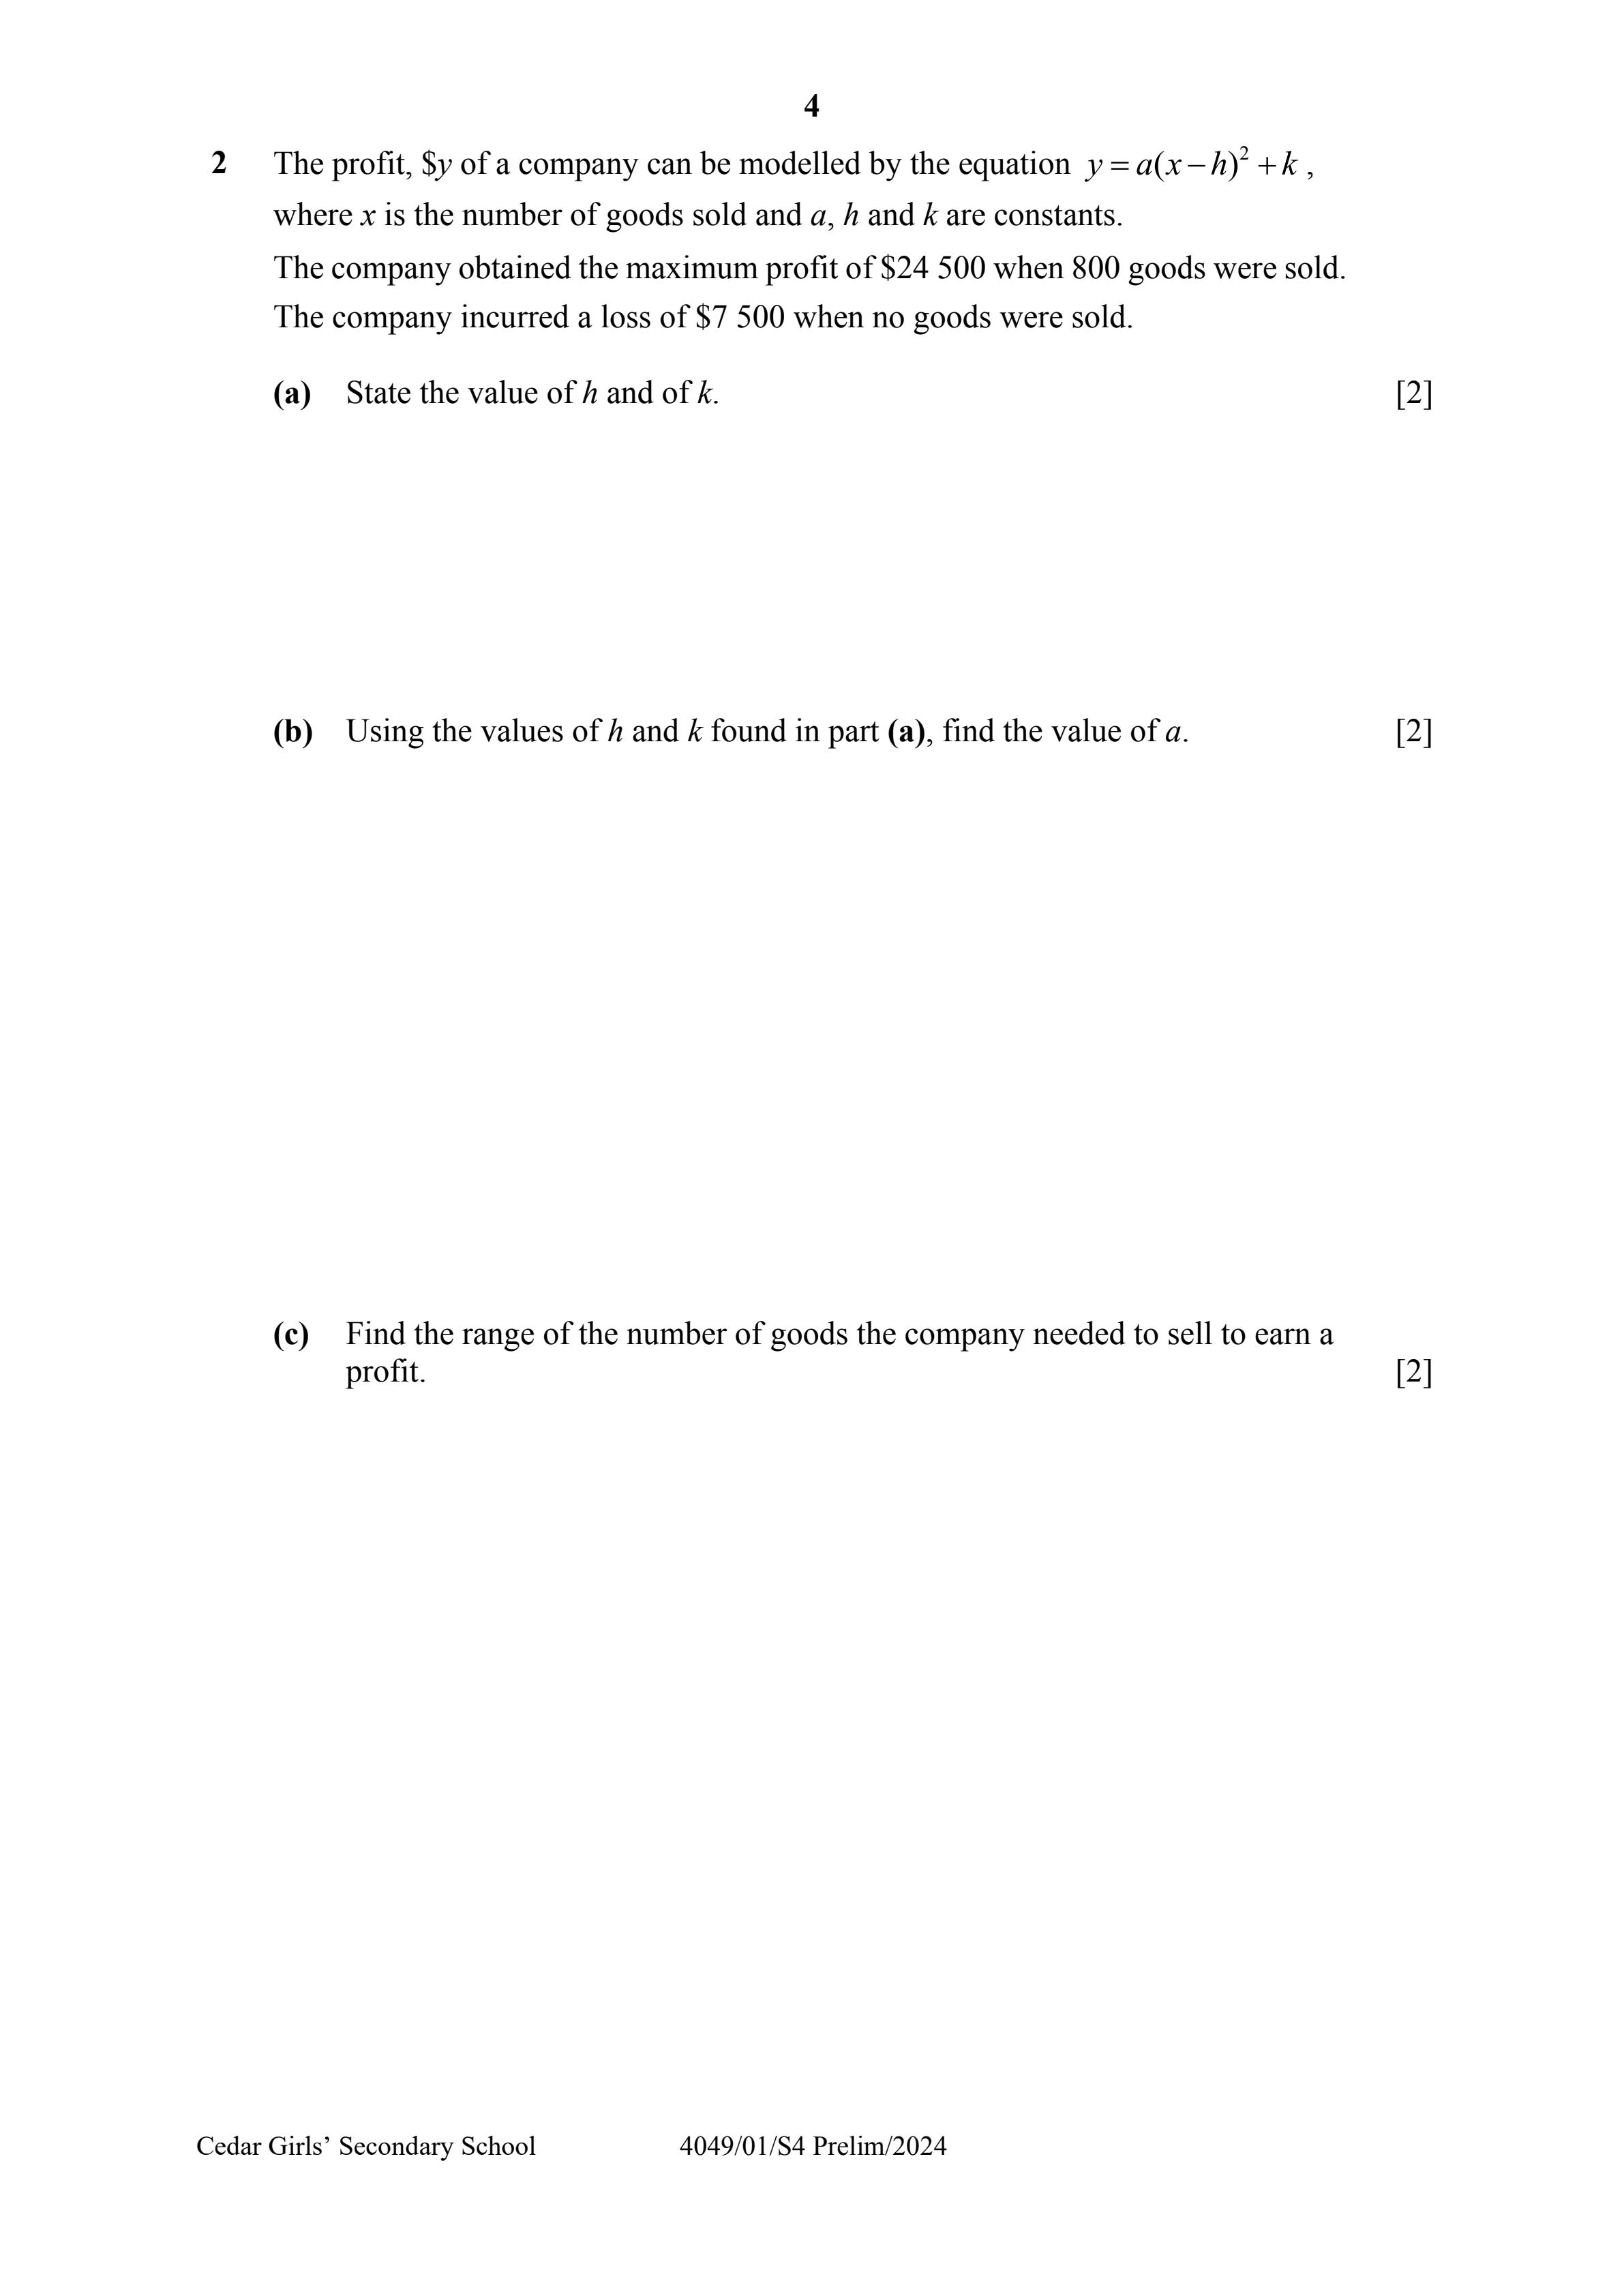 4
2 The profit, $y of a company can be modelled by the equation y = a(x − h)² + k ,
where x is the number of goods sold and a, h and k are constants.
The company obtained the maximum profit of $24 500 when 800 goods were sold.
The company incurred a loss of $7 500 when no goods were sold.
(a) State the value of h and of k. [2]
(b) Using the values of h and k found in part (a), find the value of a. [2]
(c) Find the range of the number of goods the company needed to sell to earn a
profit. [2]
Cedar Girls’ Secondary School 4049/01/S4 Prelim/2024